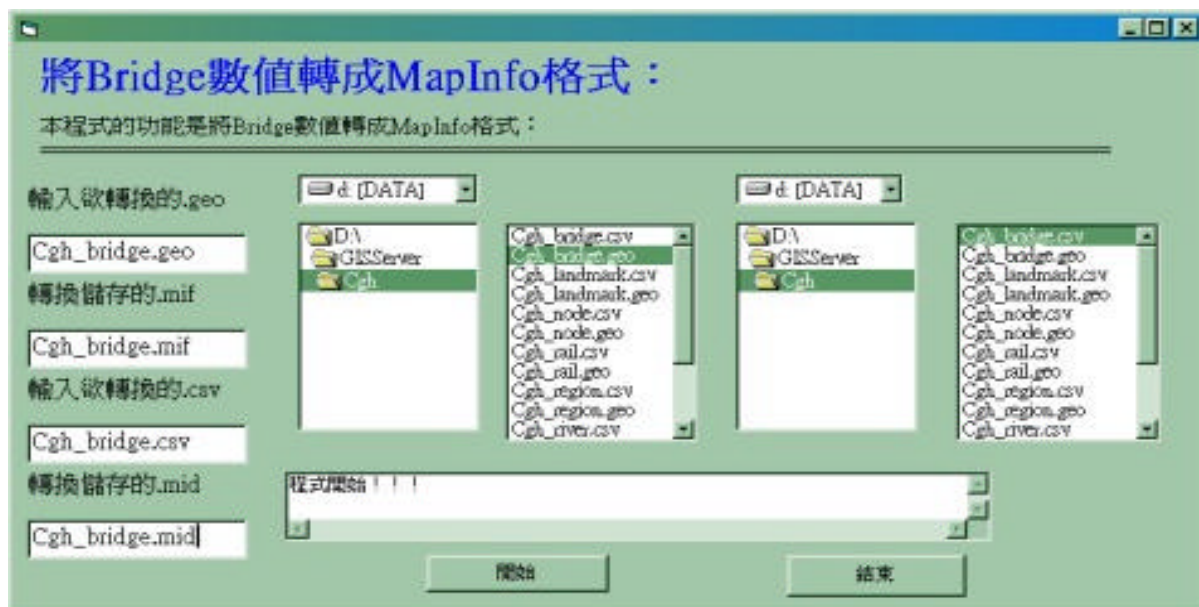 將Bridge數值轉成MapInfo格式：
本程式的功能是將Bridge數值轉成MapInfo格式：
輸入欲轉換的.geo
Cgh_bridge.geo
轉換儲存的.mif
Cgh_bridge.mif
輸入欲轉換的.csv
Cgh_bridge.csv
轉換儲存的.mid
Cgh_bridge.mid
d: [DATA]
D:\
GISServer
Cgh
Cgh_bridge.csv
Cgh_bridge.geo
Cgh_landmark.csv
Cgh_landmark.geo
Cgh_node.csv
Cgh_node.geo
Cgh_rail.csv
Cgh_rail.geo
Cgh_region.csv
Cgh_region.geo
Cgh_river.csv
d: [DATA]
D:\
GISServer
Cgh
Cgh_bridge.csv
Cgh_bridge.geo
Cgh_landmark.csv
Cgh_landmark.geo
Cgh_node.csv
Cgh_node.geo
Cgh_rail.csv
Cgh_rail.geo
Cgh_region.csv
Cgh_region.geo
Cgh_river.csv
程式開始！！！
開始
結束